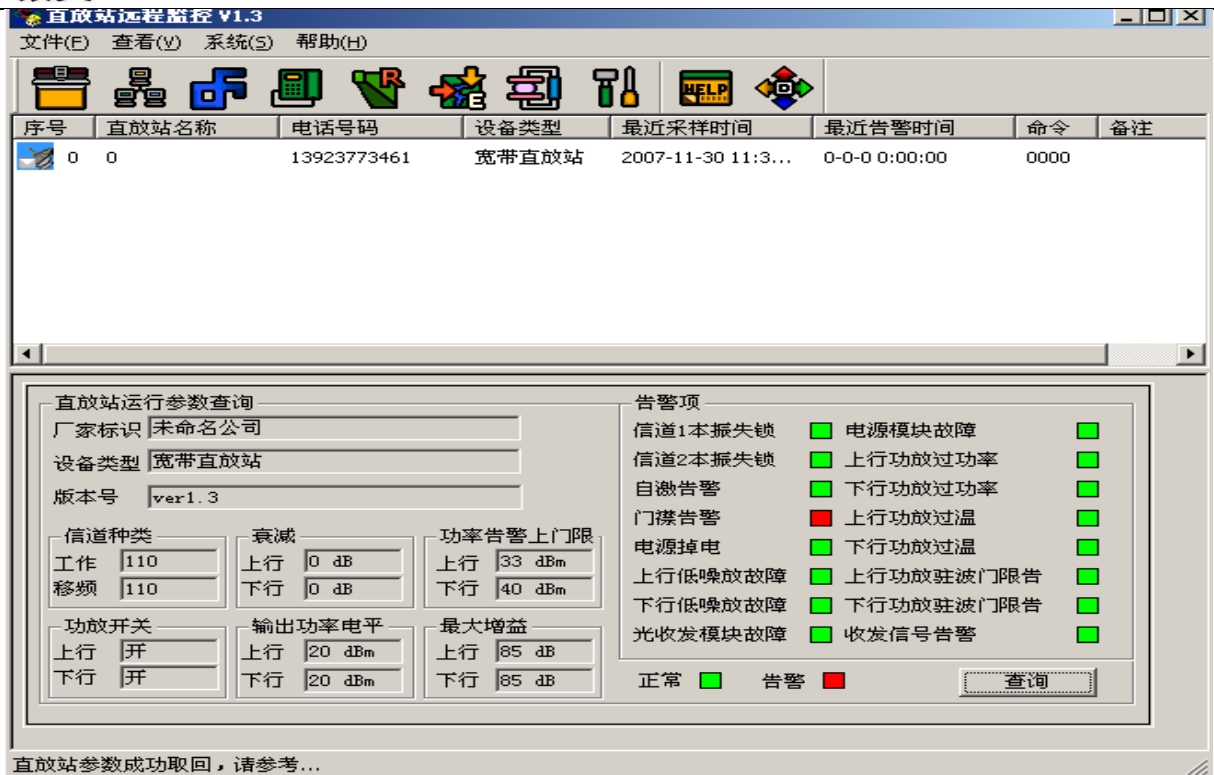 直放站远程监控 V1.3
文件(F) 查看(V) 系统(S) 帮助(H)
R E HELP
序号 直放站名称 电话号码 设备类型 最近采样时间 最近告警时间 命令 备注
0 0 13923773461 宽带直放站 2007-11-30 11:3... 0-0-0 0:00:00 0000
直放站运行参数查询
厂家标识 未命名公司
设备类型 宽带直放站
版本号 ver1.3
信道种类
工作 110
移频 110
衰减
上行 0 dB
下行 0 dB
功率告警上门限
上行 33 dBm
下行 40 dBm
功放开关
上行 开
下行 开
输出功率电平
上行 20 dBm
下行 20 dBm
最大增益
上行 85 dB
下行 85 dB
告警项
信道1本振失锁 电源模块故障
信道2本振失锁 上行功放过功率
自激告警 下行功放过功率
门襟告警 上行功放过温
电源掉电 下行功放过温
上行低噪放故障 上行功放驻波门限告
下行低噪放故障 下行功放驻波门限告
光收发模块故障 收发信号告警
正常 告警 查询
直放站参数成功取回，请参考...